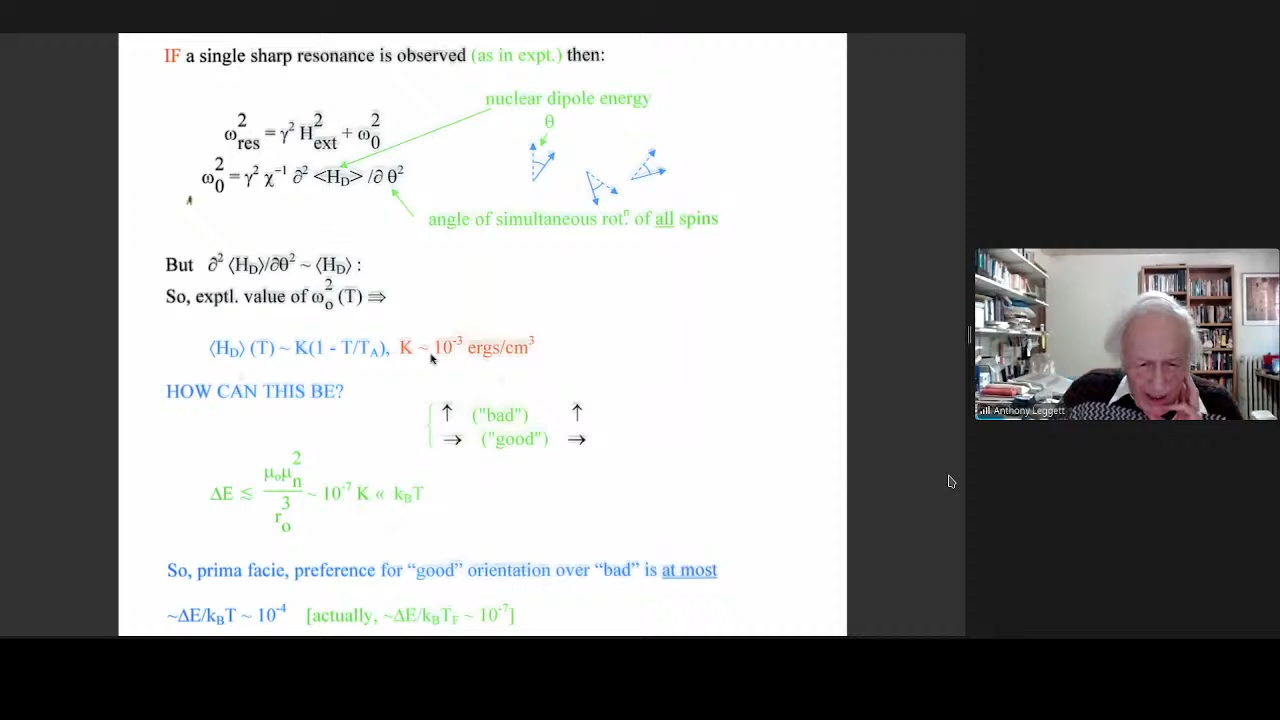 IF a single sharp resonance is observed (as in expt.) then:
nuclear dipole energy
θ
ω²res = γ² H²ext + ω²0
ω²0 = γ² χ⁻¹ ∂² <HD> /∂ θ²
angle of simultaneous rot.ⁿ of all spins
But ∂² ⟨HD⟩/∂θ² ~ ⟨HD⟩ :
So, exptl. value of ω²o (T) ⇒
⟨HD⟩ (T) ~ K(1 - T/TA), K ~ 10⁻³ ergs/cm³
HOW CAN THIS BE?
↑ ("bad") ↑
→ ("good") →
ΔE ≲ μoμ²n / r³o ~ 10⁻⁷ K « kBT
So, prima facie, preference for “good” orientation over “bad” is at most
~ΔE/kBT ~ 10⁻⁴ [actually, ~ΔE/kBTF ~ 10⁻⁷]
Anthony Leggett